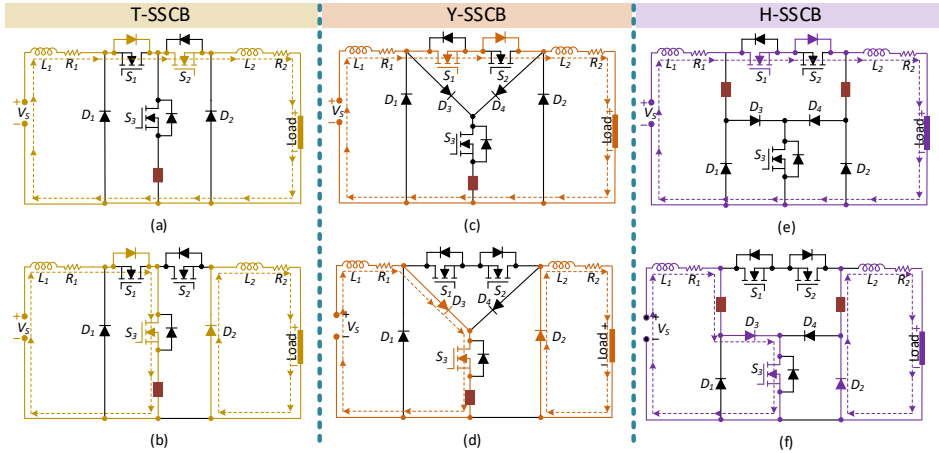 T-SSCB
Y-SSCB
H-SSCB
L1 R1 S1 S2 L2 R2
+ VS − D1 S3 D2 Load + −
(a)
L1 R1 S1 S2 L2 R2
+ VS − D1 D3 D4 S3 D2 Load + −
(c)
L1 R1 S1 S2 L2 R2
+ VS − D3 D4 D1 S3 D2 Load + −
(e)
L1 R1 S1 S2 L2 R2
+ VS − D1 S3 D2 Load + −
(b)
L1 R1 S1 S2 L2 R2
+ VS − D1 D3 D4 S3 D2 Load + −
(d)
L1 R1 S1 S2 L2 R2
+ VS − D3 D4 D1 S3 D2 Load + −
(f)